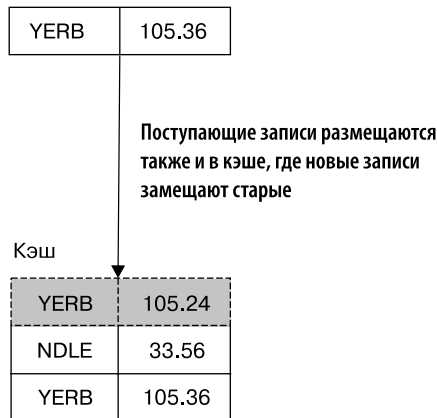 YERB 105.36
Поступающие записи размещаются
также и в кэше, где новые записи
замещают старые
Кэш
YERB 105.24
NDLE 33.56
YERB 105.36